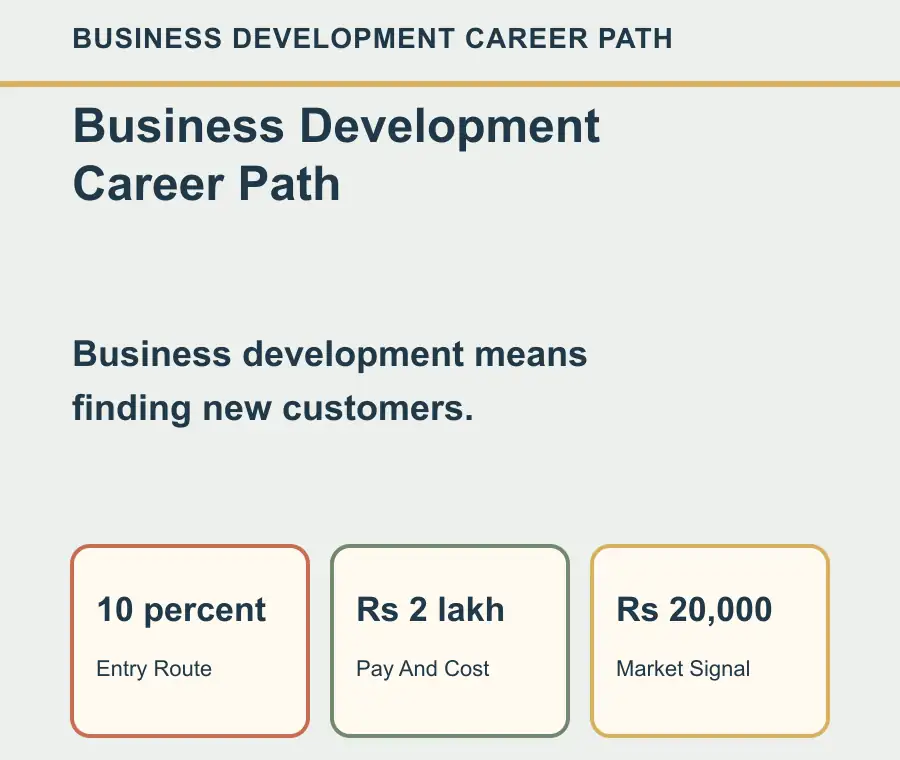 BUSINESS DEVELOPMENT CAREER PATH
Business Development
Career Path
Business development means
finding new customers.
10 percent
Entry Route
Rs 2 lakh
Pay And Cost
Rs 20,000
Market Signal